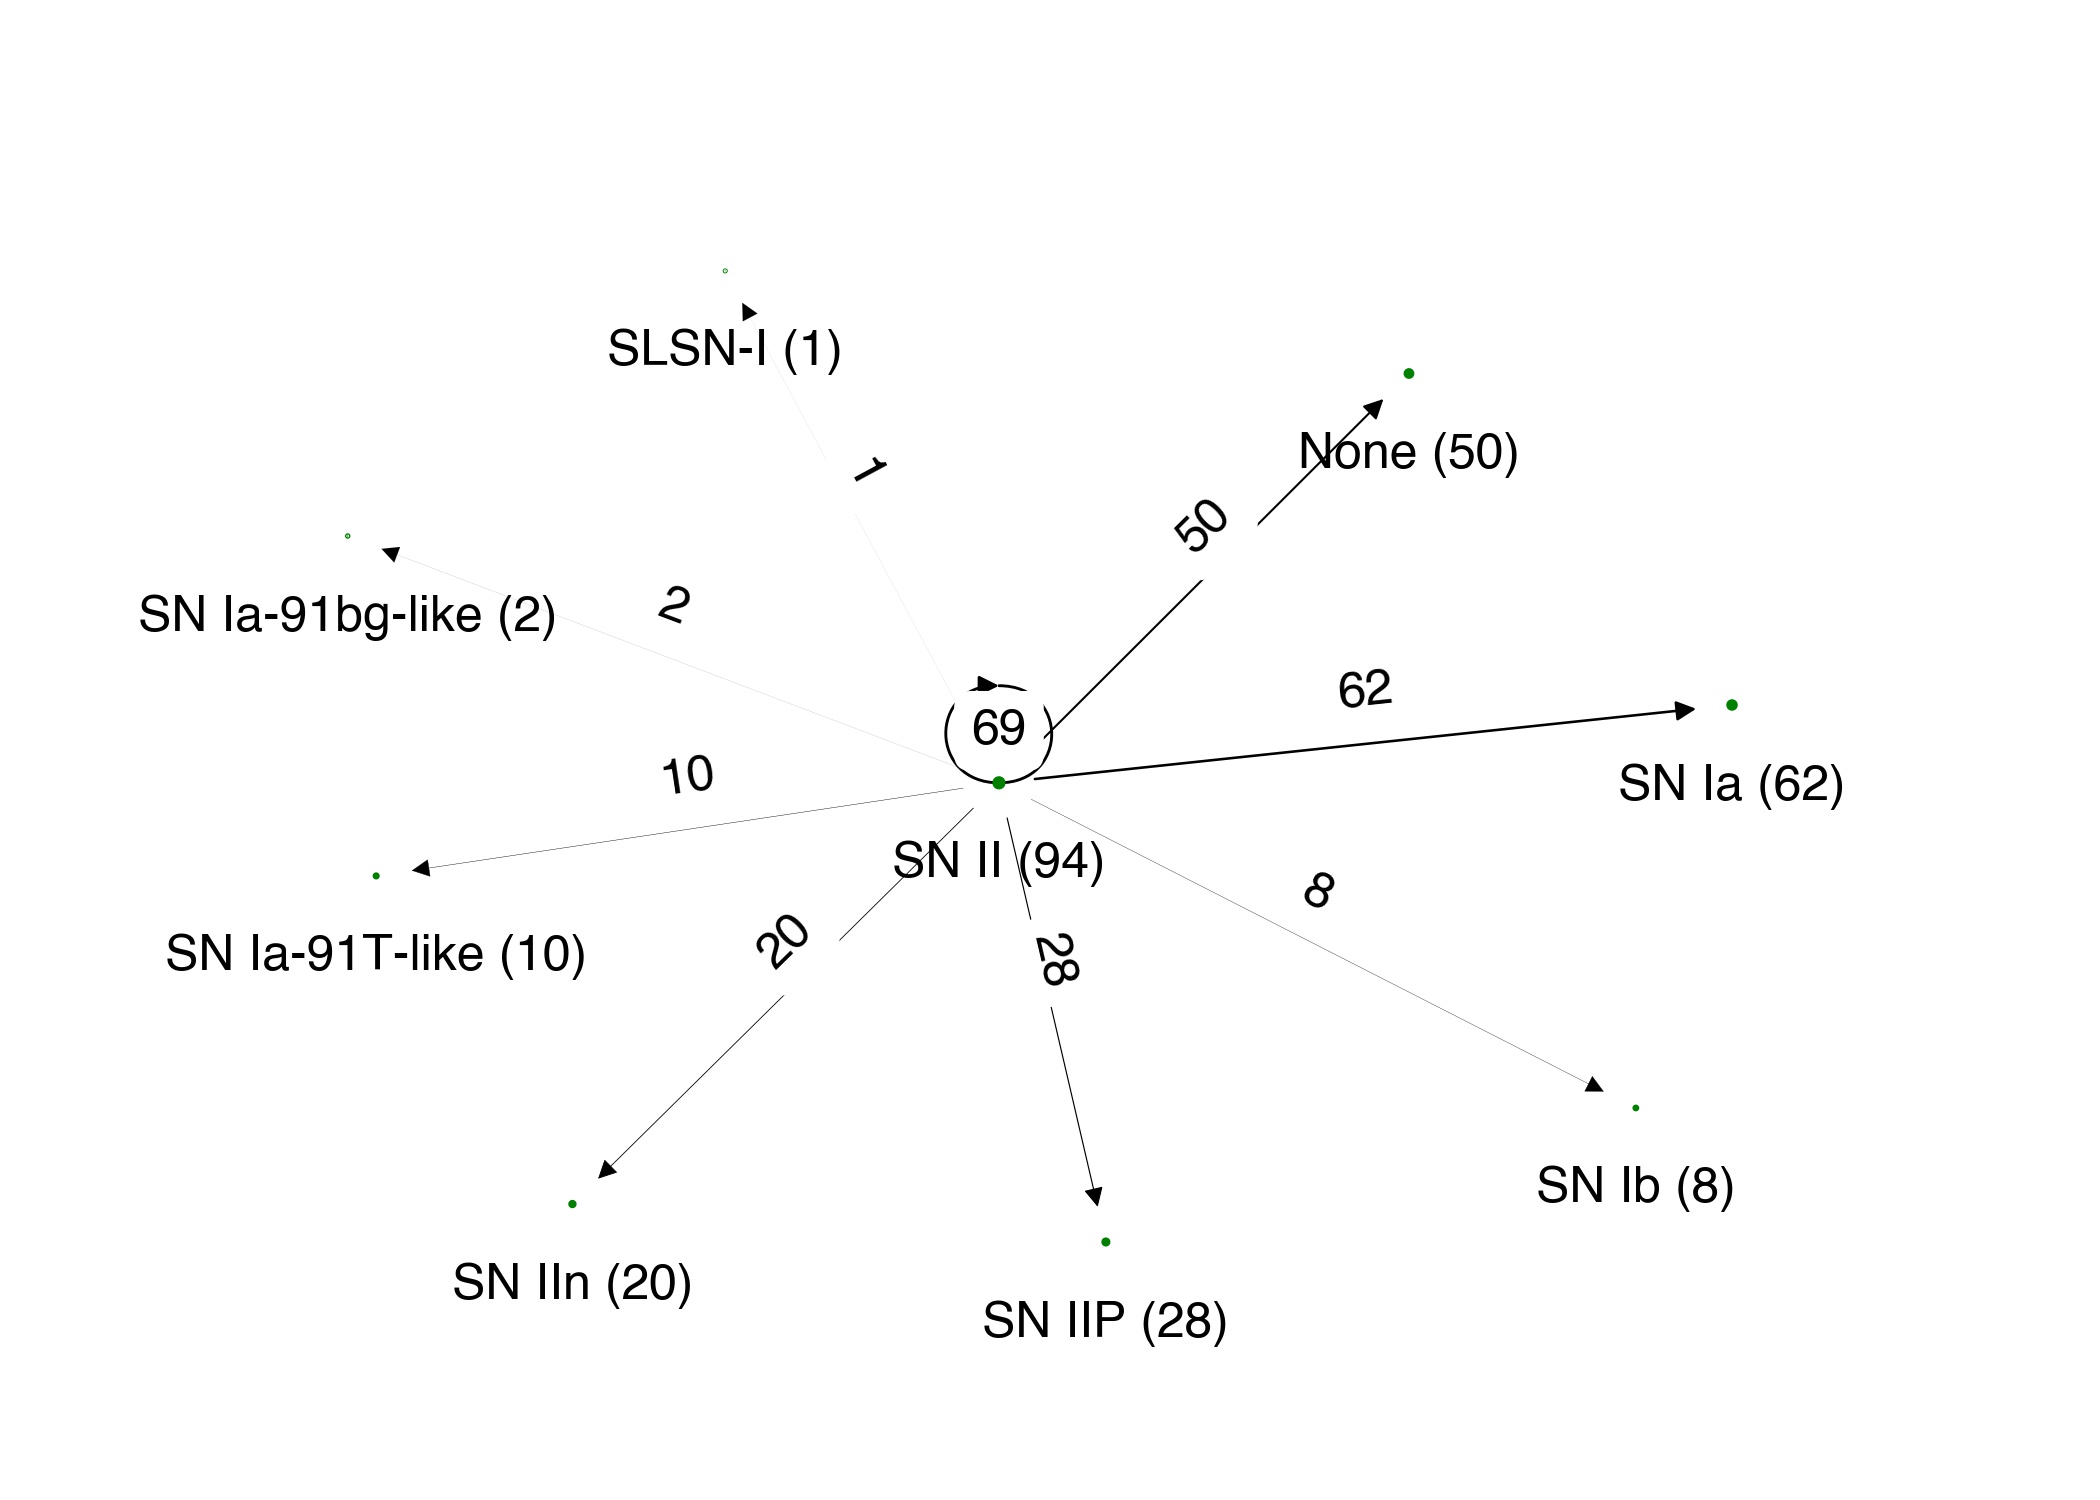 SLSN-I (1)
None (50)
1
50
SN Ia-91bg-like (2)
2
62
69
SN Ia (62)
10
SN II (94)
8
SN Ia-91T-like (10)
20
28
SN Ib (8)
SN IIn (20)
SN IIP (28)